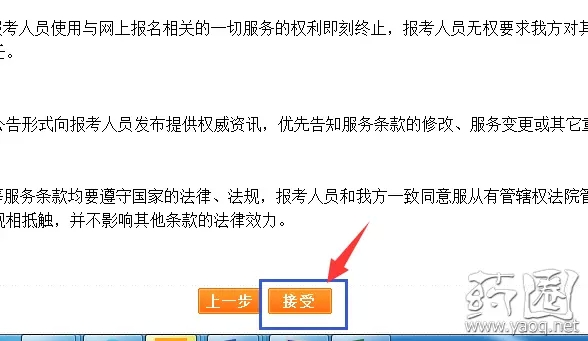 报考人员使用与网上报名相关的一切服务的权利即刻终止，报考人员无权要求我方对其
任。
公告形式向报考人员发布提供权威资讯，优先告知服务条款的修改、服务变更或其它重
等服务条款均要遵守国家的法律、法规，报考人员和我方一致同意服从有管辖权法院管
规相抵触，并不影响其他条款的法律效力。
上一步 接受
药圈
www.yaoq.net